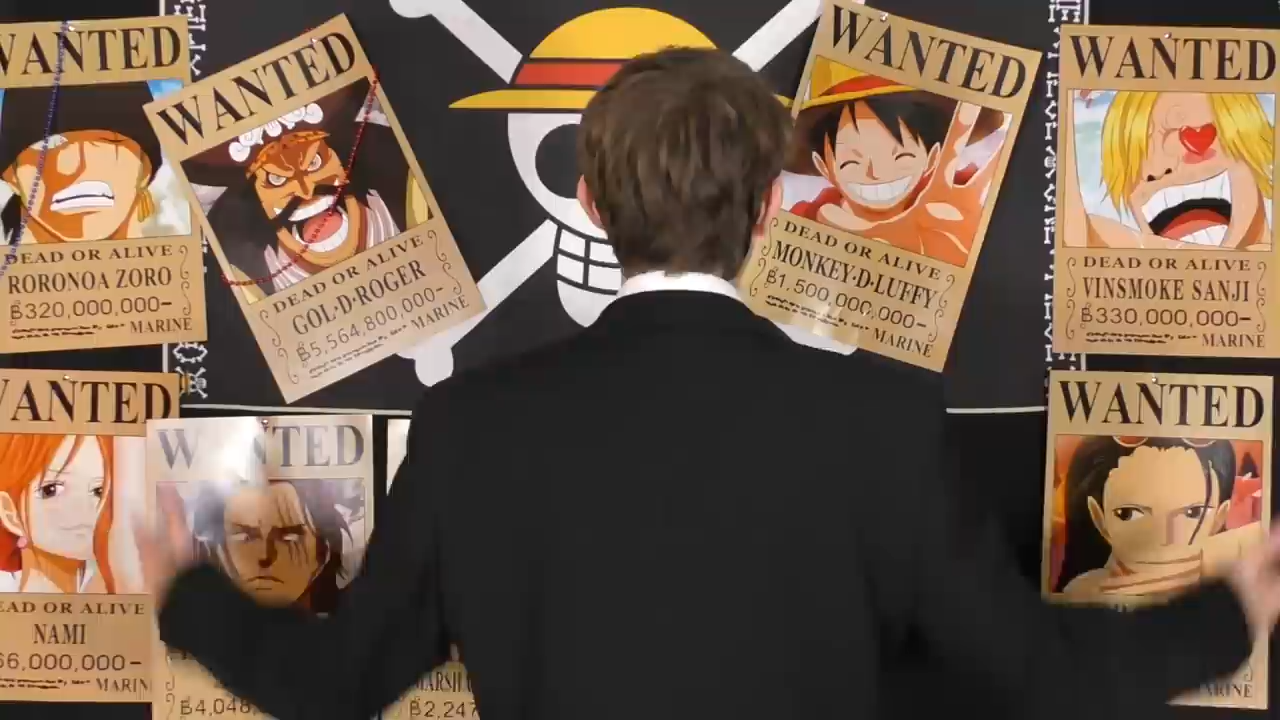 WANTED
DEAD OR ALIVE
RORONOA ZORO
฿320,000,000-
MARINE
WANTED
DEAD OR ALIVE
GOL·D·ROGER
฿5,564,800,000-
MARINE
WANTED
DEAD OR ALIVE
MONKEY·D·LUFFY
฿1,500,000,000-
MARINE
WANTED
DEAD OR ALIVE
VINSMOKE SANJI
฿330,000,000-
MARINE
WANTED
DEAD OR ALIVE
NAMI
66,000,000-
MARIN
WANTED
฿4,048,
MARSHA
฿2,247
WANTED
MARINE